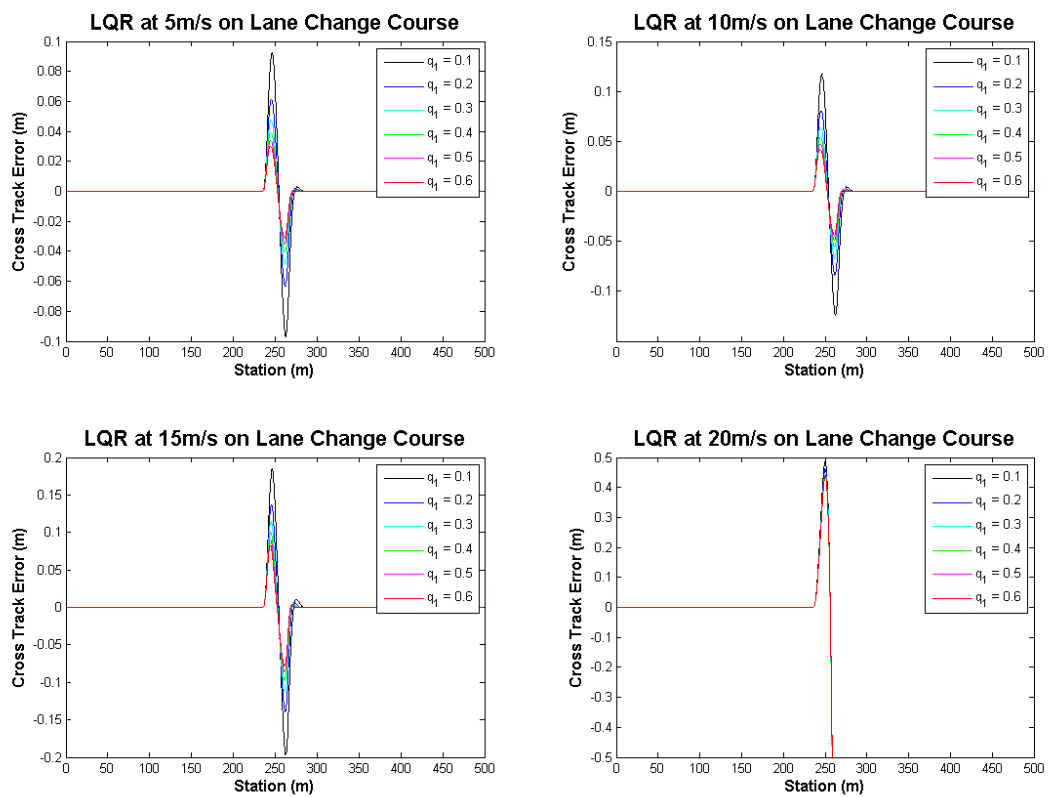 LQR at 5m/s on Lane Change Course
0.1
0.08
0.06
0.04
0.02
0
-0.02
-0.04
-0.06
-0.08
-0.1
Cross Track Error (m)
q1 = 0.1
q1 = 0.2
q1 = 0.3
q1 = 0.4
q1 = 0.5
q1 = 0.6
0 50 100 150 200 250 300 350 400 450 500
Station (m)
LQR at 10m/s on Lane Change Course
0.15
0.1
0.05
0
-0.05
-0.1
Cross Track Error (m)
q1 = 0.1
q1 = 0.2
q1 = 0.3
q1 = 0.4
q1 = 0.5
q1 = 0.6
0 50 100 150 200 250 300 350 400 450 500
Station (m)
LQR at 15m/s on Lane Change Course
0.2
0.15
0.1
0.05
0
-0.05
-0.1
-0.15
-0.2
Cross Track Error (m)
q1 = 0.1
q1 = 0.2
q1 = 0.3
q1 = 0.4
q1 = 0.5
q1 = 0.6
0 50 100 150 200 250 300 350 400 450 500
Station (m)
LQR at 20m/s on Lane Change Course
0.5
0.4
0.3
0.2
0.1
0
-0.1
-0.2
-0.3
-0.4
-0.5
Cross Track Error (m)
q1 = 0.1
q1 = 0.2
q1 = 0.3
q1 = 0.4
q1 = 0.5
q1 = 0.6
0 50 100 150 200 250 300 350 400 450 500
Station (m)